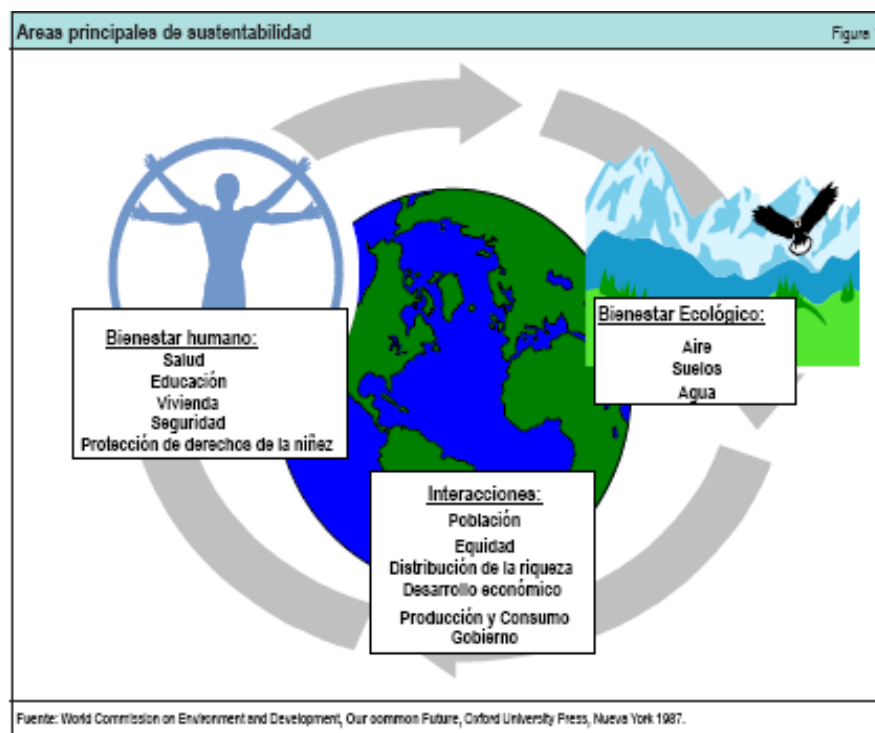 Areas principales de sustentabilidad
Figura 1
Bienestar humano:
Salud
Educación
Vivienda
Seguridad
Protección de derechos de la niñez
Bienestar Ecológico:
Aire
Suelos
Agua
Interacciones:
Población
Equidad
Distribución de la riqueza
Desarrollo económico
Producción y Consumo
Gobierno
Fuente: World Commission on Environment and Development, Our common Future, Oxford University Press, Nueva York 1987.